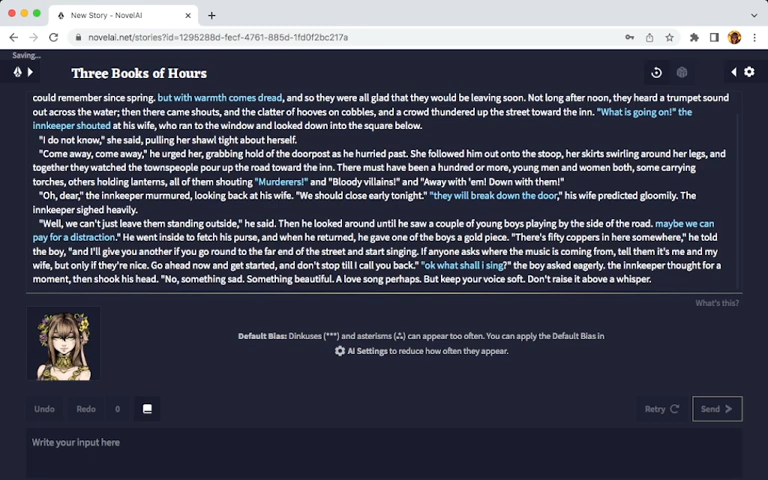 New Story - NovelAI
novelai.net/stories?id=1295288d-fecf-4761-885d-1fd0f2bc217a
Saving...
Three Books of Hours
could remember since spring. but with warmth comes dread, and so they were all glad that they would be leaving soon. Not long after noon, they heard a trumpet sound
out across the water; then there came shouts, and the clatter of hooves on cobbles, and a crowd thundered up the street toward the inn. "What is going on!" the
innkeeper shouted at his wife, who ran to the window and looked down into the square below.
"I do not know," she said, pulling her shawl tight about herself.
"Come away, come away," he urged her, grabbing hold of the doorpost as he hurried past. She followed him out onto the stoop, her skirts swirling around her legs, and
together they watched the townspeople pour up the road toward the inn. There must have been a hundred or more, young men and women both, some carrying
torches, others holding lanterns, all of them shouting "Murderers!" and "Bloody villains!" and "Away with 'em! Down with them!"
"Oh, dear," the innkeeper murmured, looking back at his wife. "We should close early tonight." "they will break down the door," his wife predicted gloomily. The
innkeeper sighed heavily.
"Well, we can't just leave them standing outside," he said. Then he looked around until he saw a couple of young boys playing by the side of the road. maybe we can
pay for a distraction." He went inside to fetch his purse, and when he returned, he gave one of the boys a gold piece. "There's fifty coppers in here somewhere," he told
the boy, "and I'll give you another if you go round to the far end of the street and start singing. If anyone asks where the music is coming from, tell them it's me and my
wife, but only if they're nice. Go ahead now and get started, and don't stop till I call you back." "ok what shall i sing?" the boy asked eagerly. the innkeeper thought for a
moment, then shook his head. "No, something sad. Something beautiful. A love song perhaps. But keep your voice soft. Don't raise it above a whisper.
What's this?
Default Bias: Dinkuses (***) and asterisms (⁂) can appear too often. You can apply the Default Bias in
AI Settings to reduce how often they appear.
Undo Redo 0 Retry Send
Write your input here